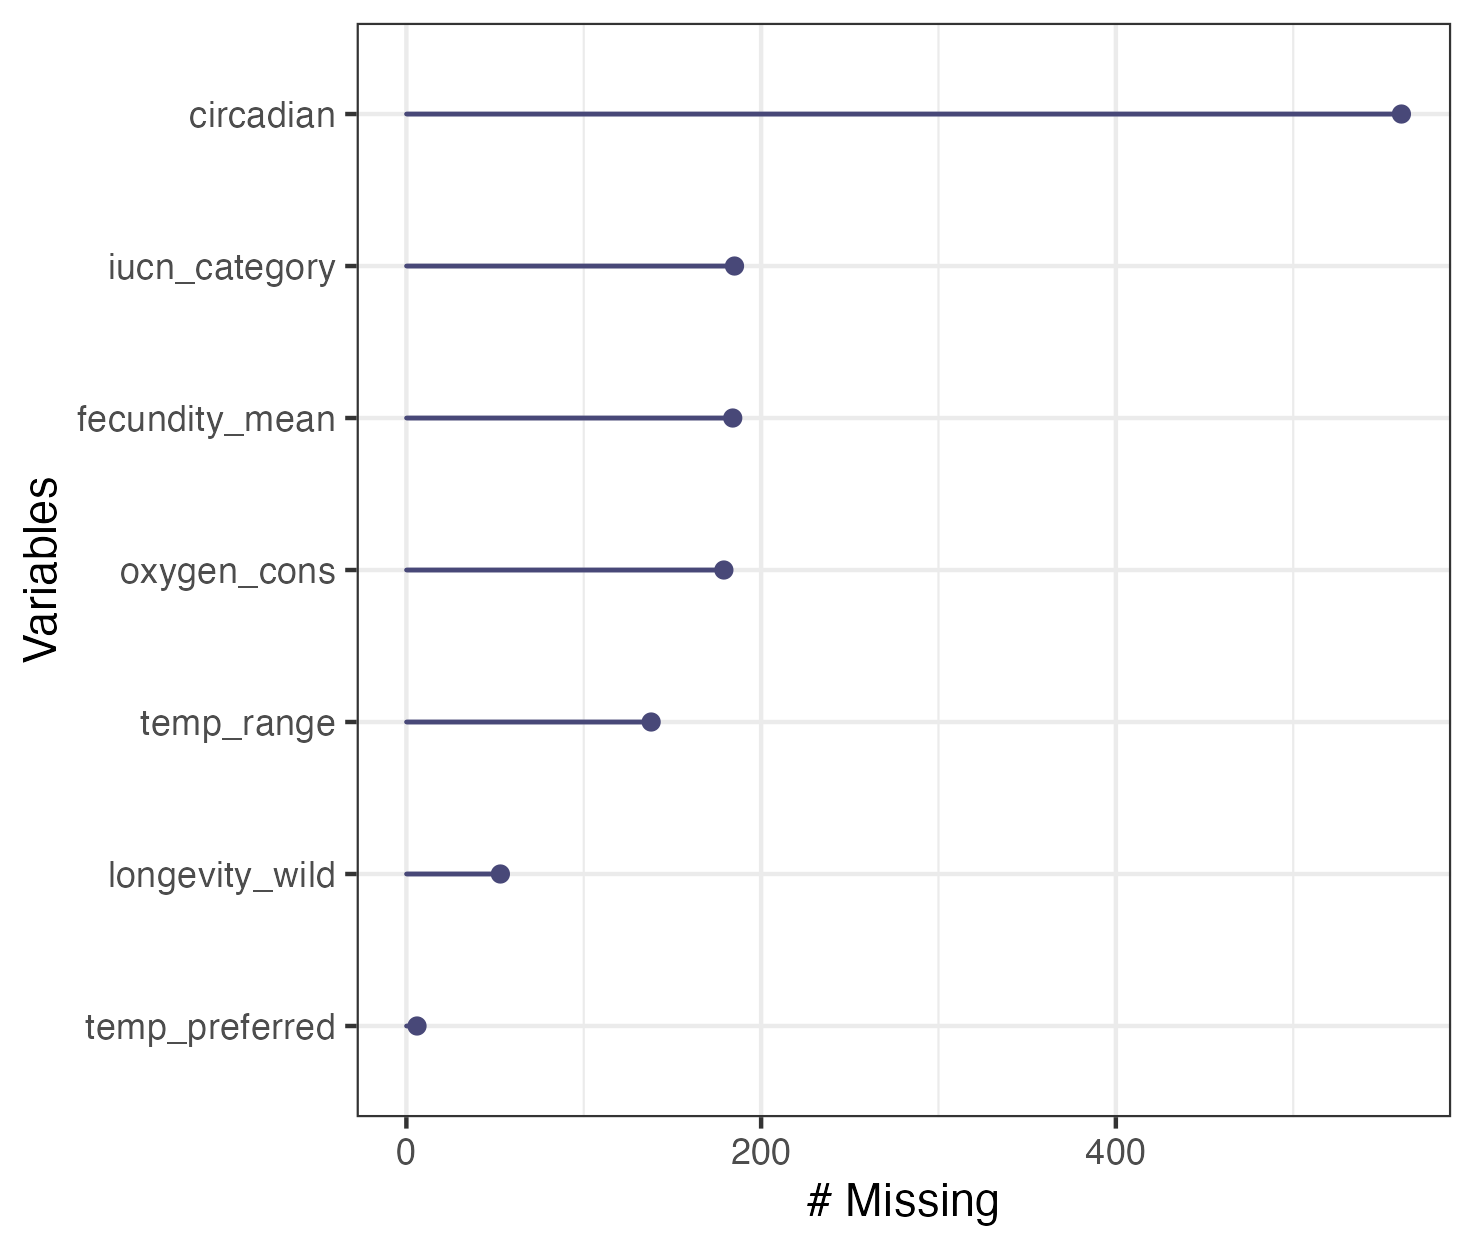 circadian
iucn_category
fecundity_mean
oxygen_cons
temp_range
longevity_wild
temp_preferred
Variables
0 200 400
# Missing